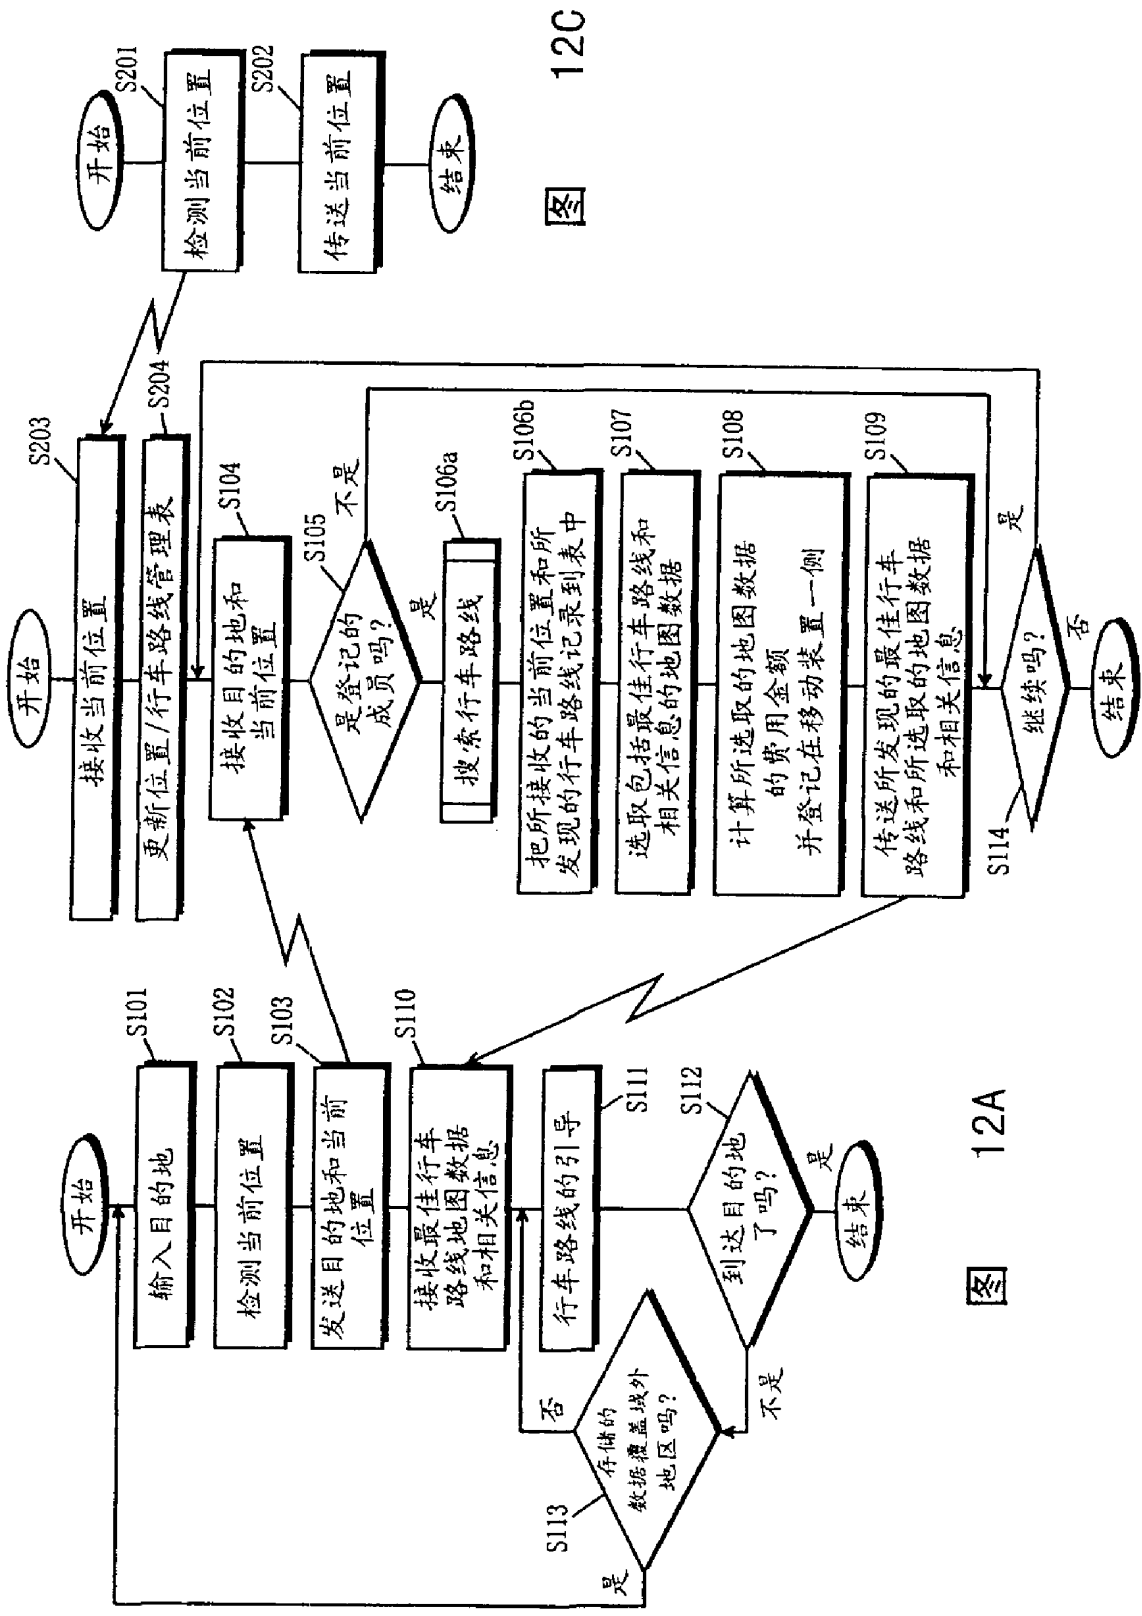 开始
S101
输入目的地
S102
检测当前位置
S103
发送目的地和当前
位置
S110
接收最佳行车
路线地图数据
和相关信息
S111
行车路线的引导
S112
到达目的地
了吗?
是
结束
不是
S113
存储的
数据覆盖域外
地区吗?
否
是
图 12A
开始
S203
接收当前位置
S204
更新位置/行车路线管理表
S104
接收目的地和
当前位置
S105
是登记的
成员吗?
不是
是
S106a
搜索行车路线
S106b
把所接收的当前位置和所
发现的行车路线记录到表中
S107
选取包括最佳行车路线和
相关信息的地图数据
S108
计算所选取的地图数据
的费用金额
并登记在移动装置一侧
S109
传送所发现的最佳行车
路线和所选取的地图数据
和相关信息
S114
继续吗?
是
否
结束
开始
S201
检测当前位置
S202
传送当前位置
结束
图 12C